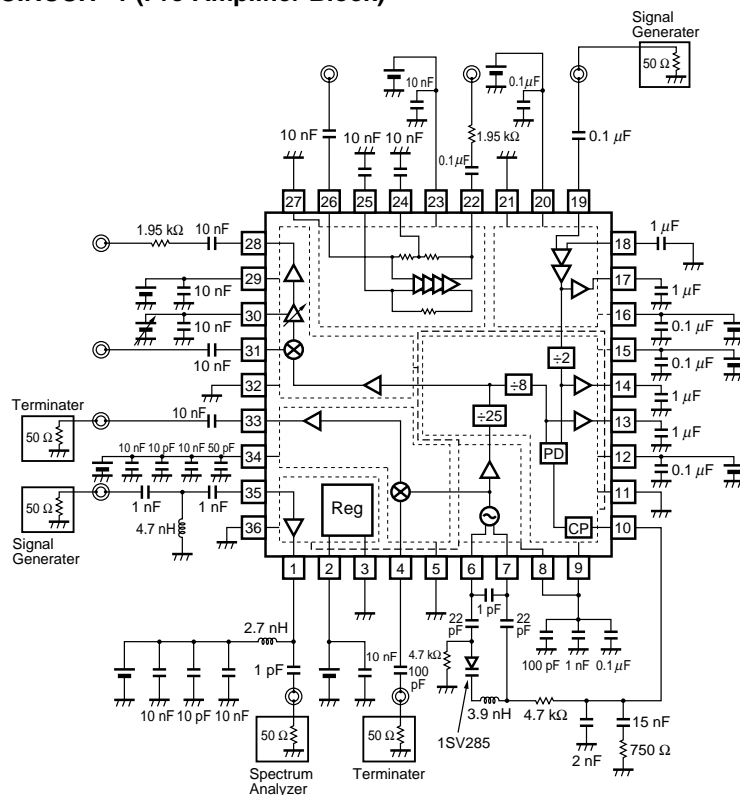 (Pre-Amplifier Block)
Signal
Generater
50 Ω
10 nF
0.1 μF
1.95 kΩ
0.1 μF
10 nF
10 nF
10 nF
0.1 μF
27
26
25
24
23
22
21
20
19
1.95 kΩ
10 nF
28
29
10 nF
30
10 nF
31
10 nF
32
Terminater
50 Ω
10 nF
33
10 nF
10 pF
10 nF
50 pF
34
50 Ω
1 nF
1 nF
35
4.7 nH
Signal
Generater
36
18
1 μF
17
1 μF
16
0.1 μF
15
0.1 μF
14
1 μF
13
1 μF
12
0.1 μF
11
10
÷2
÷8
÷25
PD
CP
Reg
1
2
3
4
5
6
7
8
9
2.7 nH
1 pF
10 nF
10 pF
10 nF
10 nF
100
pF
22
pF
1 pF
22
pF
4.7 kΩ
3.9 nH
1SV285
4.7 kΩ
100 pF
1 nF
0.1 μF
2 nF
15 nF
750 Ω
50 Ω
Spectrum
Analyzer
50 Ω
Terminater